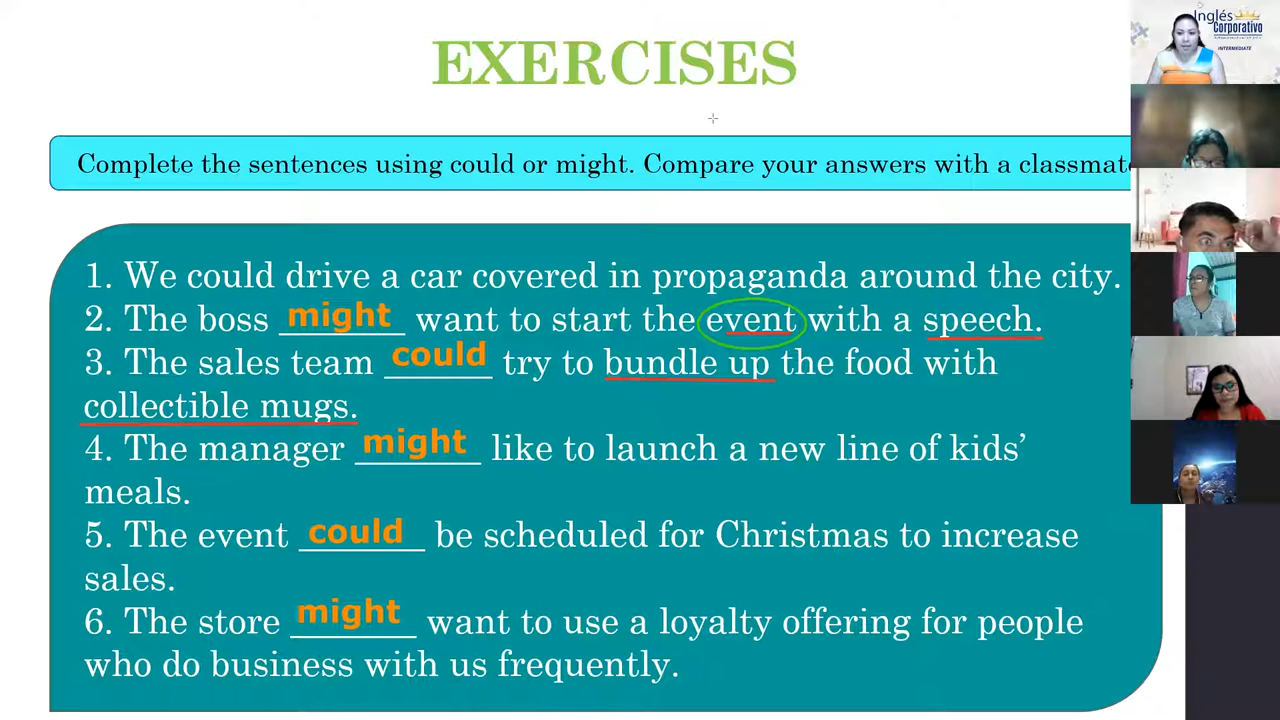 EXERCISES
Complete the sentences using could or might. Compare your answers with a classmate
1. We could drive a car covered in propaganda around the city.
2. The boss might want to start the event with a speech.
3. The sales team could try to bundle up the food with
collectible mugs.
4. The manager might like to launch a new line of kids’
meals.
5. The event could be scheduled for Christmas to increase
sales.
6. The store might want to use a loyalty offering for people
who do business with us frequently.
Inglés
Corporativo
INTERMEDIATE